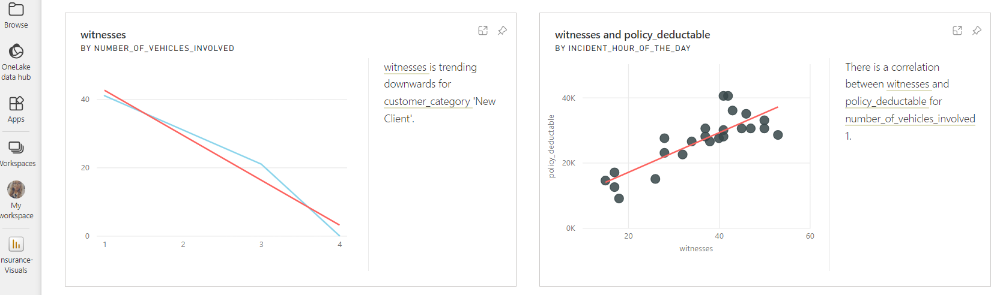 Browse
OneLake
data hub
Apps
Workspaces
My
workspace
nsurance-
Visuals
witnesses
BY NUMBER_OF_VEHICLES_INVOLVED
40
20
0
1
2
3
4
witnesses is trending
downwards for
customer_category 'New
Client'.
witnesses and policy_deductable
BY INCIDENT_HOUR_OF_THE_DAY
policy_deductable
40K
20K
0K
20
40
60
witnesses
There is a correlation
between witnesses and
policy_deductable for
number_of_vehicles_involved
1.